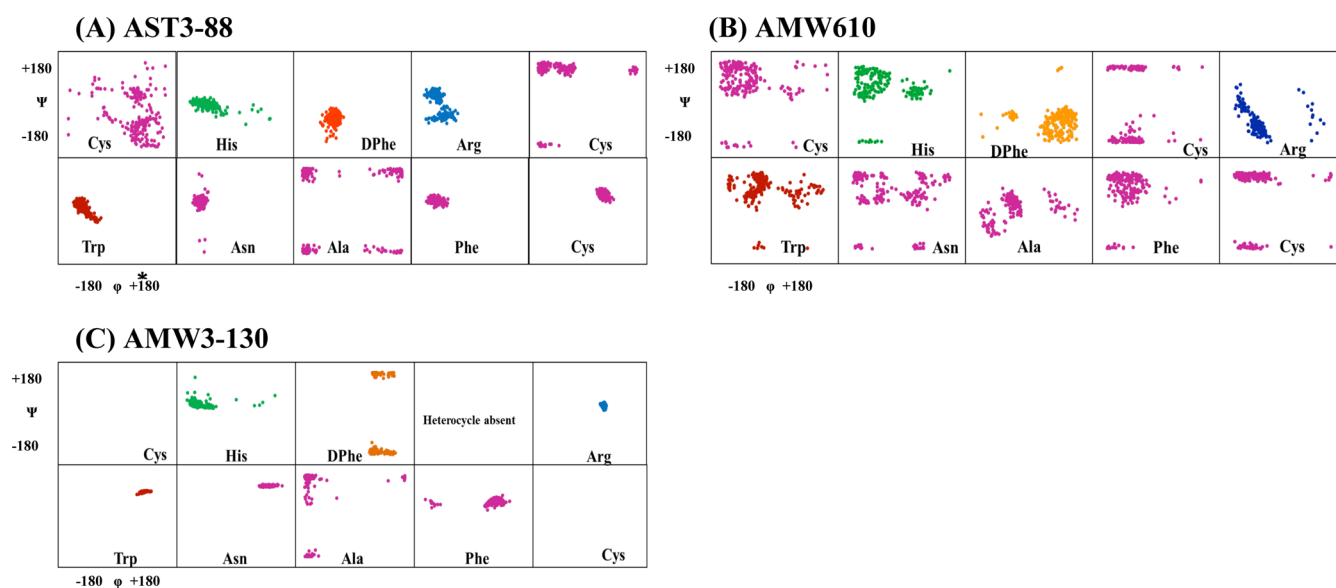 (A) AST3-88
(B) AMW610
+180
Ψ
-180
Cys
His
DPhe
Arg
Cys
Trp
Asn
Ala
Phe
Cys
*
-180 φ +180
+180
Ψ
-180
Cys
His
DPhe
Cys
Arg
Trp
Asn
Ala
Phe
Cys
-180 φ +180
(C) AMW3-130
+180
Ψ
-180
Cys
His
DPhe
Heterocycle absent
Arg
Trp
Asn
Ala
Phe
Cys
-180 φ +180